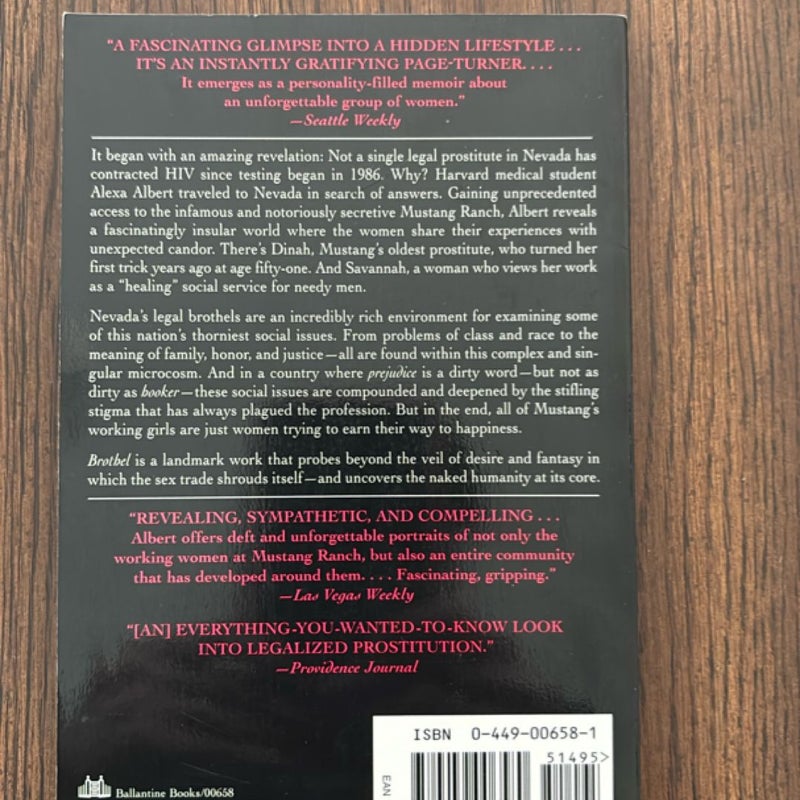 "A FASCINATING GLIMPSE INTO A HIDDEN LIFESTYLE . . .
IT'S AN INSTANTLY GRATIFYING PAGE-TURNER. . . .
It emerges as a personality-filled memoir about
an unforgettable group of women."
—Seattle Weekly
It began with an amazing revelation: Not a single legal prostitute in Nevada has
contracted HIV since testing began in 1986. Why? Harvard medical student
Alexa Albert traveled to Nevada in search of answers. Gaining unprecedented
access to the infamous and notoriously secretive Mustang Ranch, Albert reveals
a fascinatingly insular world where the women share their experiences with
unexpected candor. There's Dinah, Mustang's oldest prostitute, who turned her
first trick years ago at age fifty-one. And Savannah, a woman who views her work
as a "healing" social service for needy men.
Nevada's legal brothels are an incredibly rich environment for examining some
of this nation's thorniest social issues. From problems of class and race to the
meaning of family, honor, and justice—all are found within this complex and sin-
gular microcosm. And in a country where prejudice is a dirty word—but not as
dirty as hooker—these social issues are compounded and deepened by the stifling
stigma that has always plagued the profession. But in the end, all of Mustang's
working girls are just women trying to earn their way to happiness.
Brothel is a landmark work that probes beyond the veil of desire and fantasy in
which the sex trade shrouds itself—and uncovers the naked humanity at its core.
"REVEALING, SYMPATHETIC, AND COMPELLING . . .
Albert offers deft and unforgettable portraits of not only the
working women at Mustang Ranch, but also an entire community
that has developed around them. . . . Fascinating, gripping."
—Las Vegas Weekly
"[AN] EVERYTHING-YOU-WANTED-TO-KNOW LOOK
INTO LEGALIZED PROSTITUTION."
—Providence Journal
ISBN 0-449-00658-1
51495>
EAN
Ballantine Books/00658